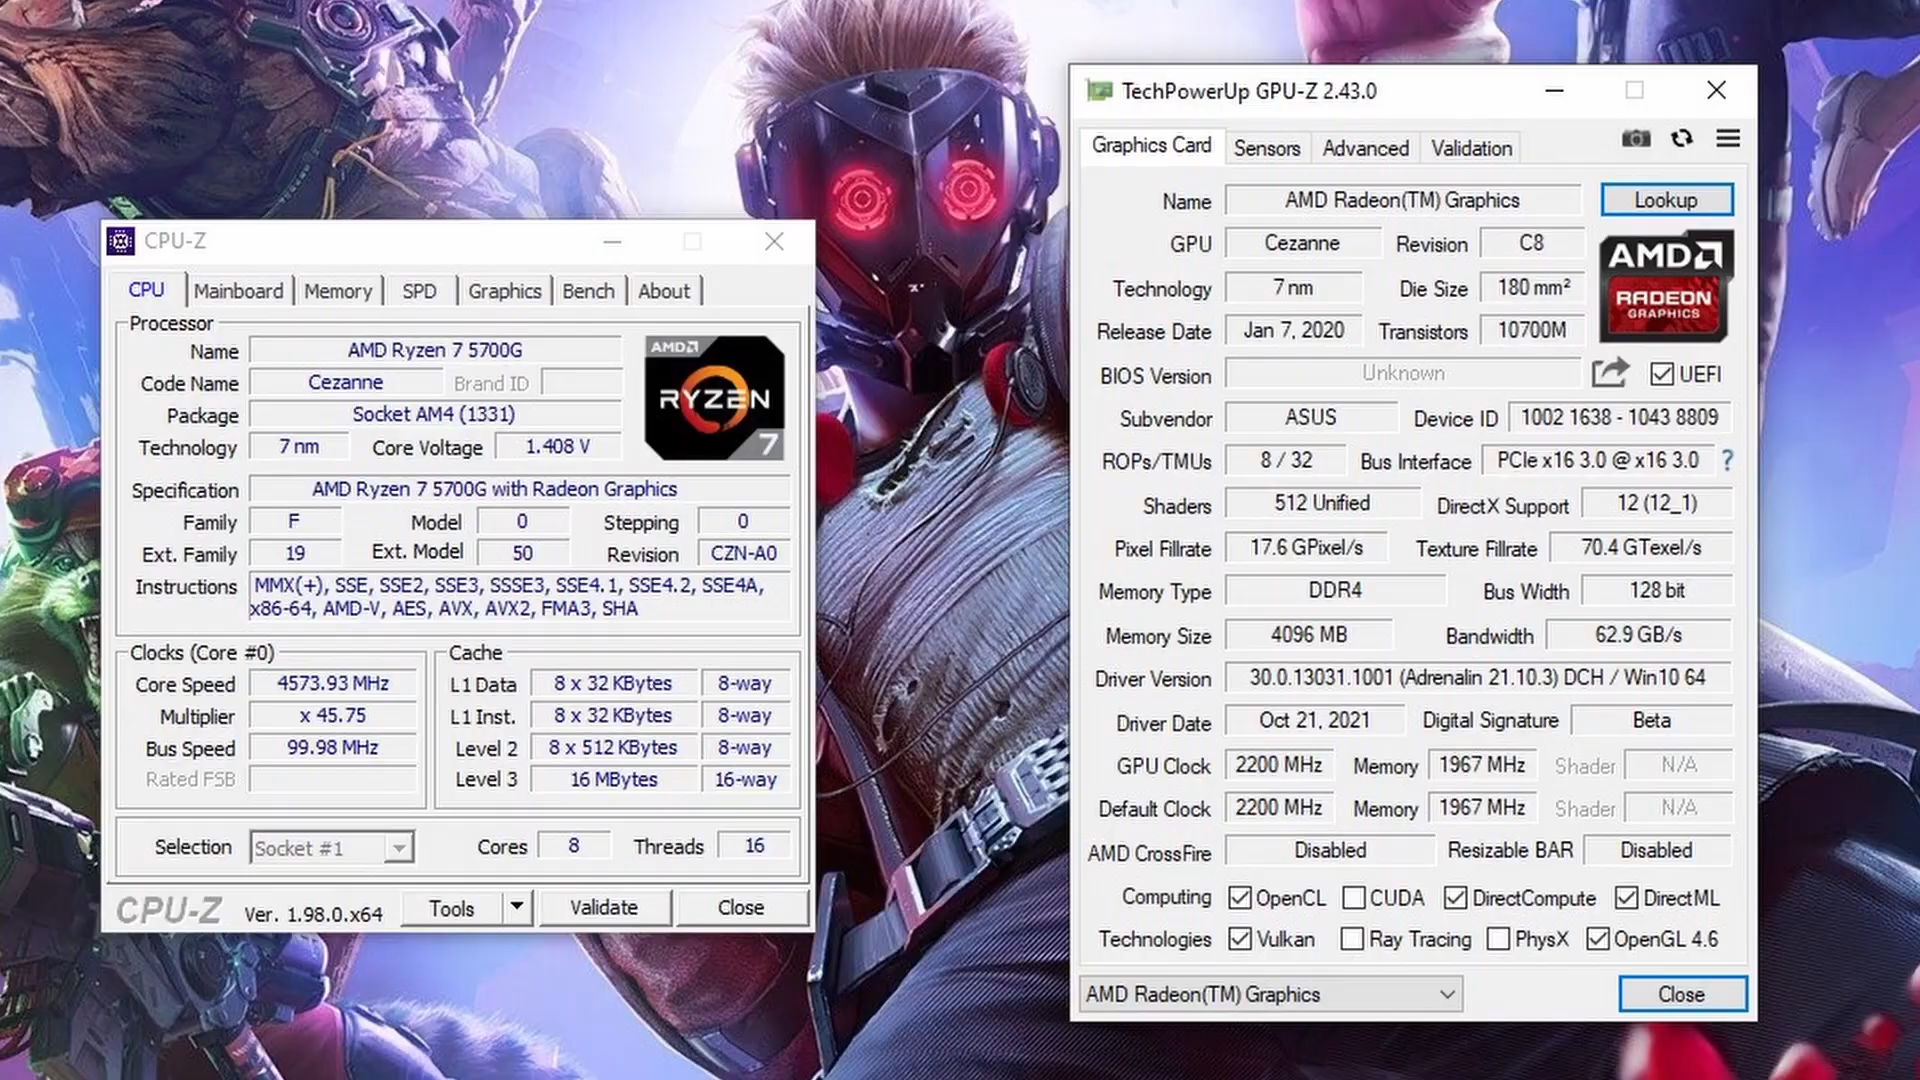 CPU-Z
CPU Mainboard Memory SPD Graphics Bench About
Processor
Name AMD Ryzen 7 5700G
Code Name Cezanne Brand ID
Package Socket AM4 (1331)
Technology 7 nm Core Voltage 1.408 V
AMD
RYZEN
7
Specification AMD Ryzen 7 5700G with Radeon Graphics
Family F Model 0 Stepping 0
Ext. Family 19 Ext. Model 50 Revision CZN-A0
Instructions MMX(+), SSE, SSE2, SSE3, SSSE3, SSE4.1, SSE4.2, SSE4A,
x86-64, AMD-V, AES, AVX, AVX2, FMA3, SHA
Clocks (Core #0) Cache
Core Speed 4573.93 MHz L1 Data 8 x 32 KBytes 8-way
Multiplier x 45.75 L1 Inst. 8 x 32 KBytes 8-way
Bus Speed 99.98 MHz Level 2 8 x 512 KBytes 8-way
Rated FSB Level 3 16 MBytes 16-way
Selection Socket #1 Cores 8 Threads 16
CPU-Z Ver. 1.98.0.x64 Tools Validate Close
TechPowerUp GPU-Z 2.43.0
Graphics Card Sensors Advanced Validation
Name AMD Radeon(TM) Graphics Lookup
GPU Cezanne Revision C8
Technology 7 nm Die Size 180 mm²
Release Date Jan 7, 2020 Transistors 10700M
AMD
RADEON
GRAPHICS
BIOS Version Unknown UEFI
Subvendor ASUS Device ID 1002 1638 - 1043 8809
ROPs/TMUs 8 / 32 Bus Interface PCIe x16 3.0 @ x16 3.0 ?
Shaders 512 Unified DirectX Support 12 (12_1)
Pixel Fillrate 17.6 GPixel/s Texture Fillrate 70.4 GTexel/s
Memory Type DDR4 Bus Width 128 bit
Memory Size 4096 MB Bandwidth 62.9 GB/s
Driver Version 30.0.13031.1001 (Adrenalin 21.10.3) DCH / Win10 64
Driver Date Oct 21, 2021 Digital Signature Beta
GPU Clock 2200 MHz Memory 1967 MHz Shader N/A
Default Clock 2200 MHz Memory 1967 MHz Shader N/A
AMD CrossFire Disabled Resizable BAR Disabled
Computing OpenCL CUDA DirectCompute DirectML
Technologies Vulkan Ray Tracing PhysX OpenGL 4.6
AMD Radeon(TM) Graphics Close